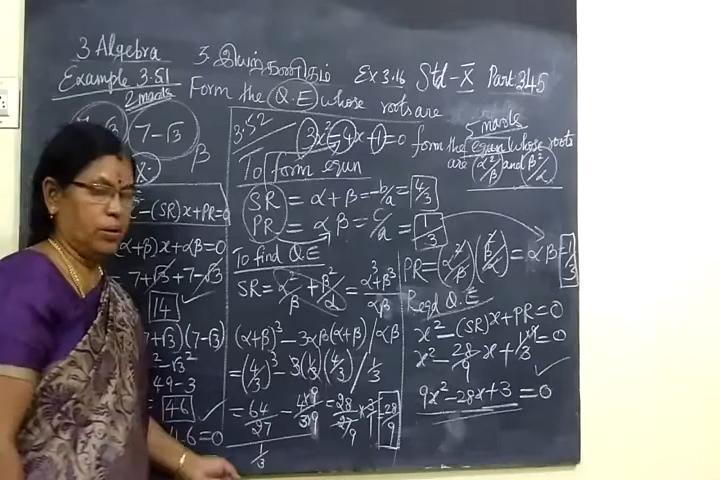 3 Algebra 3. இயற்கணிதம் Ex 3.16 Std - X Part 345
Example 3.51
2 marks
Form the Q.E whose roots are
7-√3
β
x² - (SR)x + PR = 0
(α+β)x + αβ = 0
7+√3 + 7-√3
14
7+√3)(7-√3)
²-√3²
49-3
= 46
46 = 0
3.52 3x²-4x+1=0 form the equn whose roots
5 marks
are α²/β and β²/α
To form equn
SR = α+β = -b/a = 4/3
PR = αβ = c/a = 1/3
To find Q.E
SR = α²/β + β²/α = α³+β³/αβ
(α+β)³ - 3αβ(α+β)/αβ
= (4/3)³ - 3(1/3)(4/3) / 1/3
= 64/27 - 4×9/3×9 = 28/27 × 3/1 = 28/9
1/3
PR = (α²/β)(β²/α) = αβ = 1/3
Reqd Q.E
x² - (SR)x + PR = 0
x² - 28/9 x + 1/3 = 0
9x² - 28x + 3 = 0